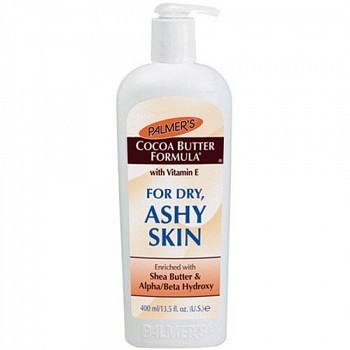 PALMER'S
COCOA BUTTER
FORMULA®
with Vitamin E
FOR DRY,
ASHY
SKIN
Enriched with
Shea Butter &
Alpha/Beta Hydroxy
400 ml/13.5 fl. oz. (U.S.)℮
PALMER'S